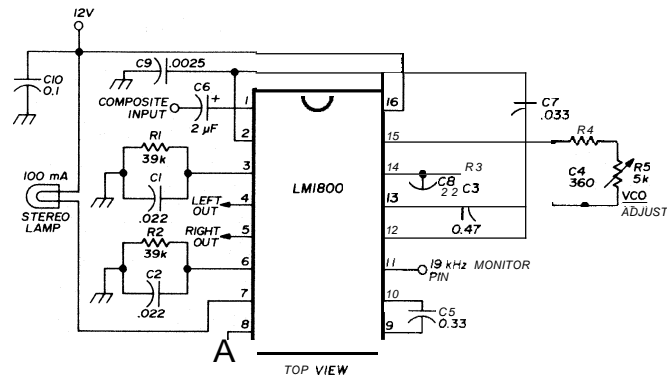 12V
C9 .0025
C10
0.1
C6
+
COMPOSITE
INPUT
2 µF
1
16
C7
.033
R1
39k
2
15
R4
3
14
R3
C8
22
C3
C4
360
R5
5k
100 mA
C1
.022
LM1800
LEFT
OUT
4
13
VCO
ADJUST
STEREO
LAMP
RIGHT
OUT
5
0.47
12
R2
39k
6
11
19 kHz MONITOR
PIN
C2
.022
7
10
C5
0.33
8
9
A
TOP VIEW